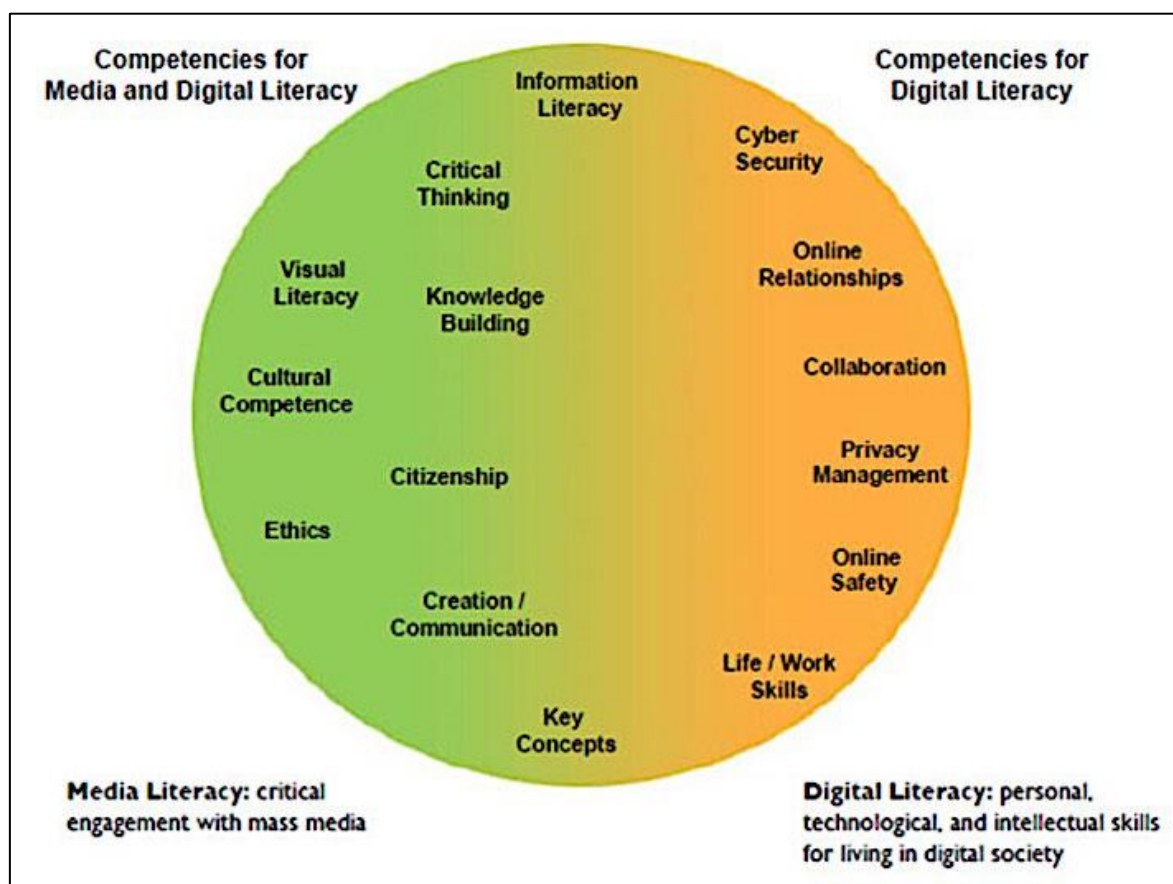 Competencies for
Media and Digital Literacy
Competencies for
Digital Literacy
Information
Literacy
Cyber
Security
Critical
Thinking
Online
Relationships
Visual
Literacy
Knowledge
Building
Collaboration
Cultural
Competence
Privacy
Management
Citizenship
Ethics
Online
Safety
Creation /
Communication
Life / Work
Skills
Key
Concepts
Media Literacy: critical
engagement with mass media
Digital Literacy: personal,
technological, and intellectual skills
for living in digital society